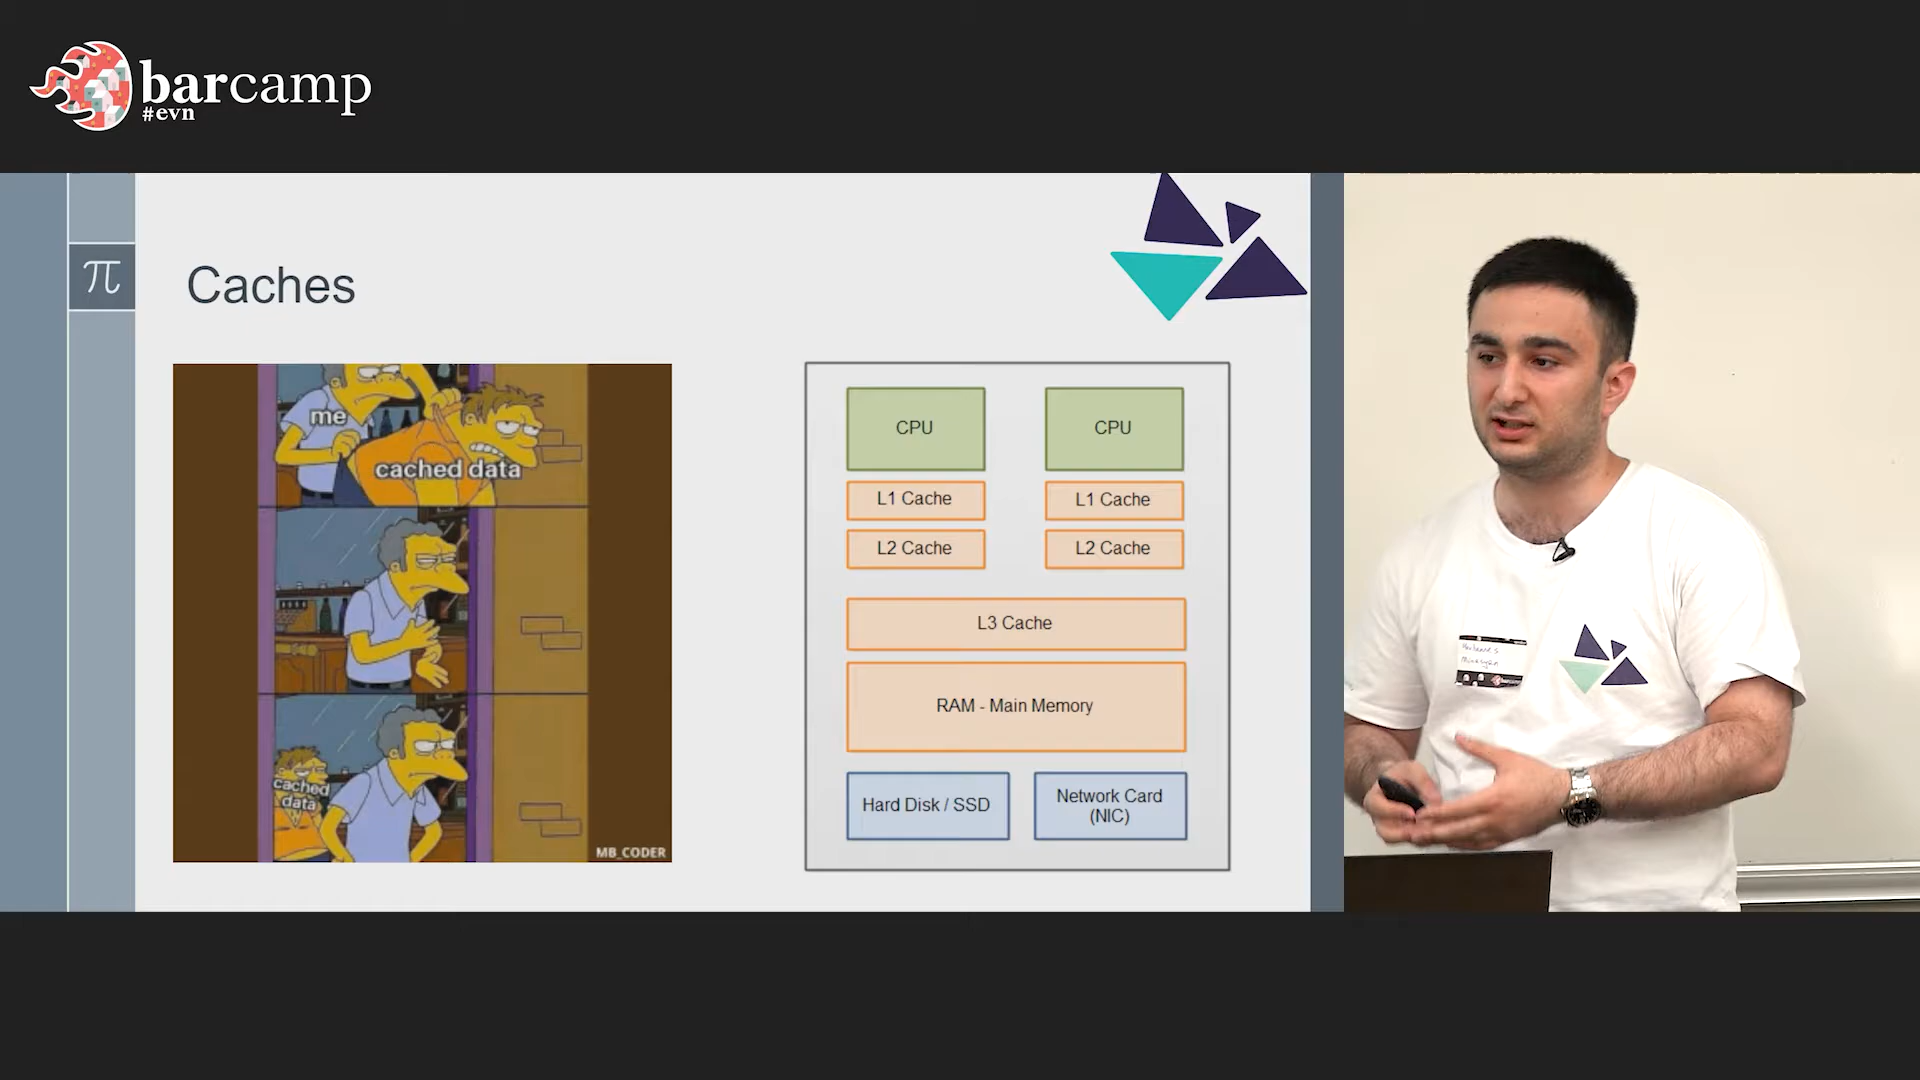 barcamp
#evn
π
Caches
me
cached data
cached
data
MB_CODER
CPU
CPU
L1 Cache
L1 Cache
L2 Cache
L2 Cache
L3 Cache
RAM - Main Memory
Hard Disk / SSD
Network Card
(NIC)